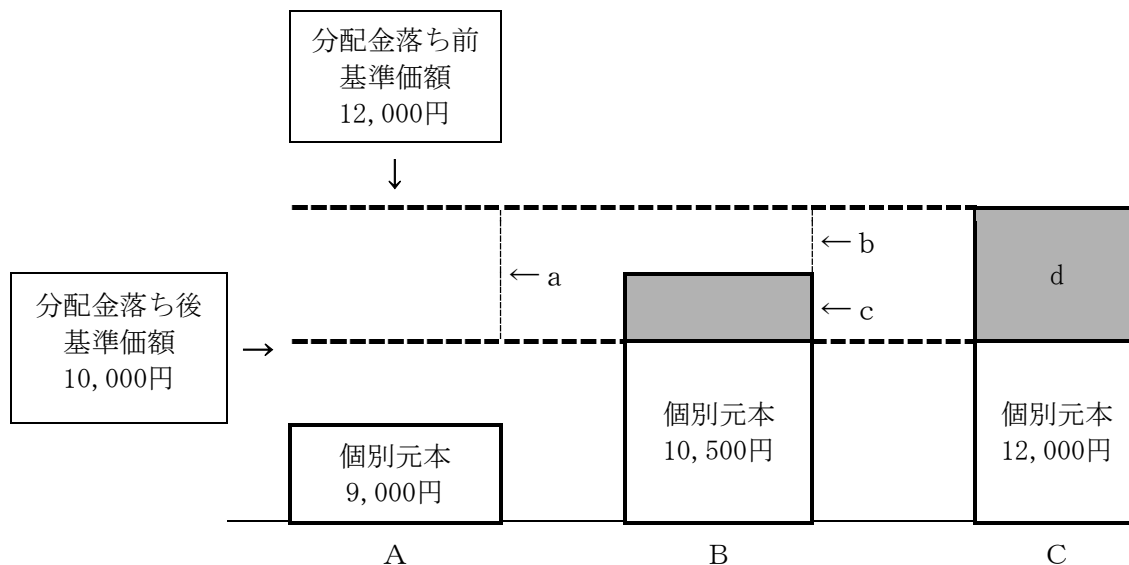 分配金落ち前
基準価額
12,000円
↓
←b
←a
d
分配金落ち後
基準価額
10,000円
→
←c
個別元本
9,000円
個別元本
10,500円
個別元本
12,000円
A
B
C